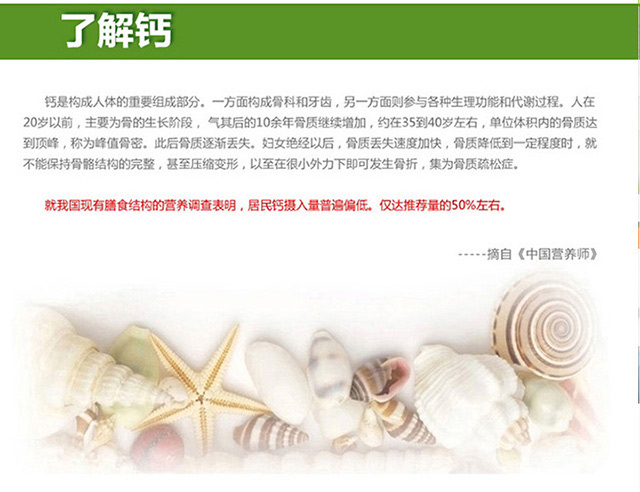 了解钙
钙是构成人体的重要组成部分。一方面构成骨科和牙齿，另一方面则参与各种生理功能和代谢过程。人在
20岁以前，主要为骨的生长阶段， 气其后的10余年骨质继续增加，约在35到40岁左右，单位体积内的骨质达
到顶峰，称为峰值骨密。此后骨质逐渐丢失。妇女绝经以后，骨质丢失速度加快，骨质降低到一定程度时，就
不能保持骨骼结构的完整，甚至压缩变形，以至在很小外力下即可发生骨折，集为骨质疏松症。
就我国现有膳食结构的营养调查表明，居民钙摄入量普遍偏低。仅达推荐量的50%左右。
-----摘自《中国营养师》